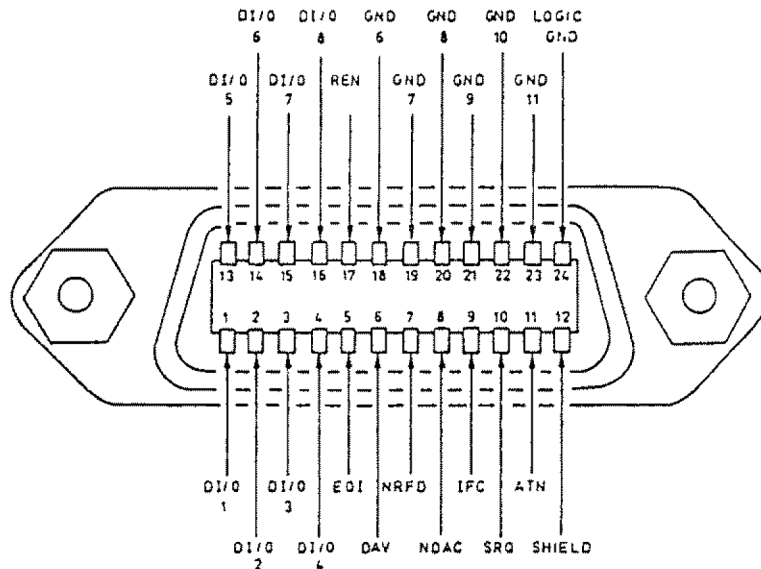 DI/O DI/O GND GND GND LOGIC
6 8 6 8 10 GND
DI/O DI/O REN GND GND GND
5 7 7 9 11
13 14 15 16 17 18 19 20 21 22 23 24
1 2 3 4 5 6 7 8 9 10 11 12
DI/O DI/O EOI NRFD IFC ATN
1 3
DI/O DI/O DAV NDAC SRQ SHIELD
2 4